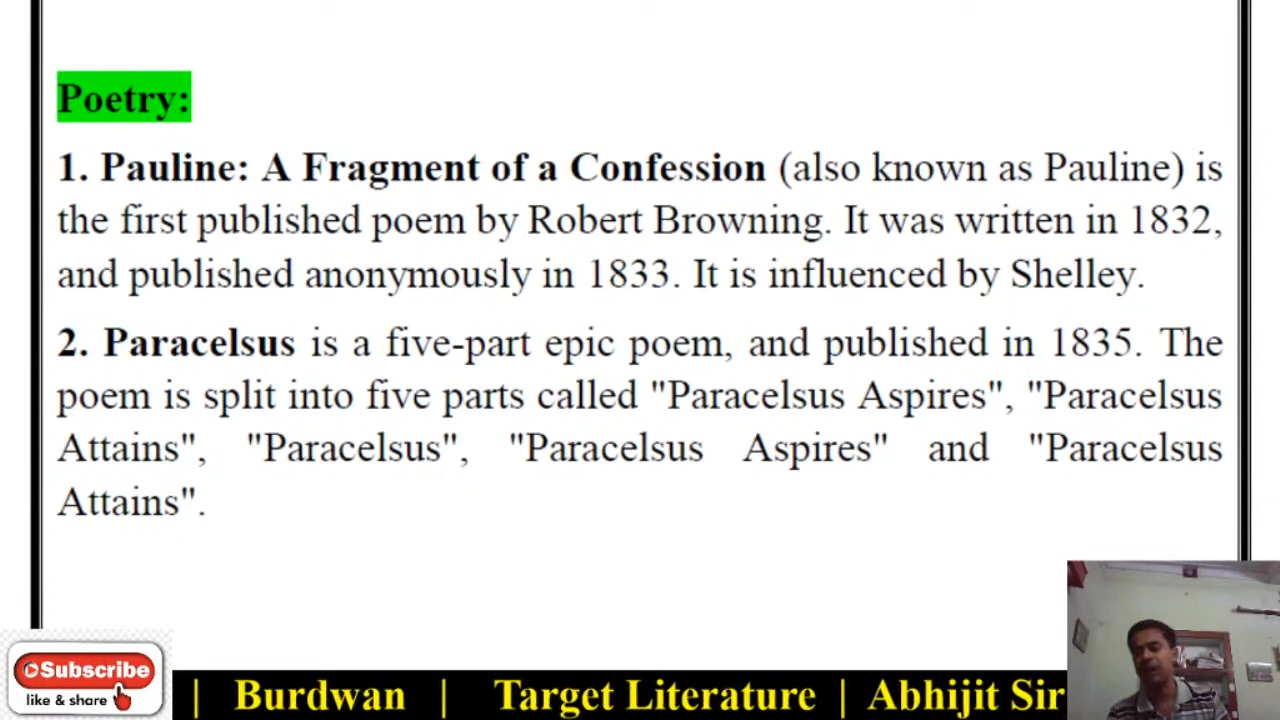 Poetry:
1. Pauline: A Fragment of a Confession (also known as Pauline) is
the first published poem by Robert Browning. It was written in 1832,
and published anonymously in 1833. It is influenced by Shelley.
2. Paracelsus is a five-part epic poem, and published in 1835. The
poem is split into five parts called "Paracelsus Aspires", "Paracelsus
Attains", "Paracelsus", "Paracelsus Aspires" and "Paracelsus
Attains".
Subscribe
like & share
| Burdwan | Target Literature | Abhijit Sir